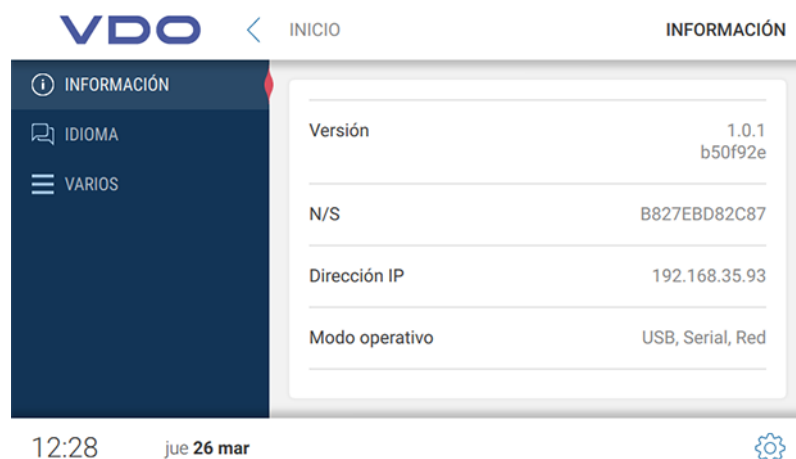 VDO
INICIO
INFORMACIÓN
INFORMACIÓN
IDIOMA
VARIOS
Versión
1.0.1
b50f92e
N/S
B827EBD82C87
Dirección IP
192.168.35.93
Modo operativo
USB, Serial, Red
12:28
jue 26 mar